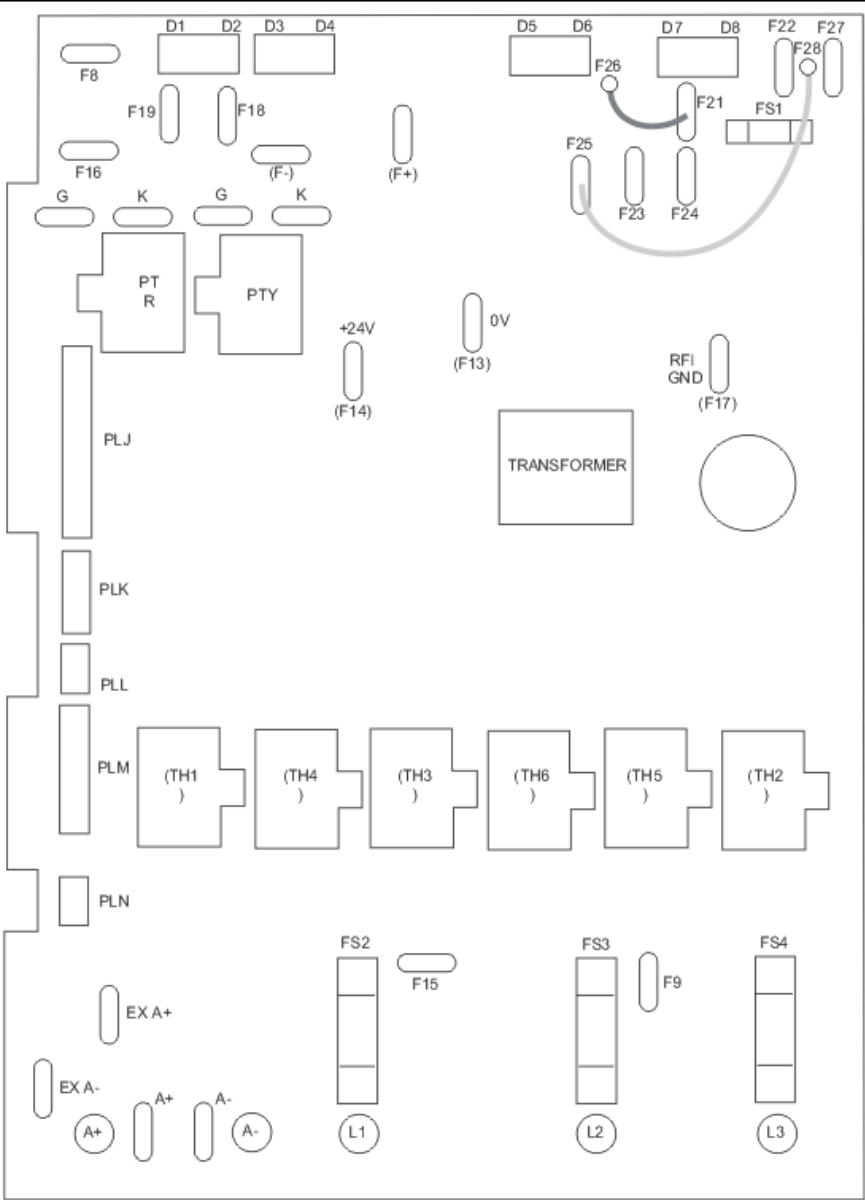 D1 D2 D3 D4
D5 D6
D7 D8
F22 F27
F28
F26
F8
F19
F18
F21
FS1
F16
(F-)
(F+)
F25
F23
F24
G K G K
PT
R
PTY
+24V
0V
(F13)
(F14)
RFI
GND
(F17)
PLJ
TRANSFORMER
PLK
PLL
PLM
(TH1
)
(TH4
)
(TH3
)
(TH6
)
(TH5
)
(TH2
)
PLN
FS2
F15
FS3
F9
FS4
EX A+
EX A-
A+
A-
A+
A-
L1
L2
L3